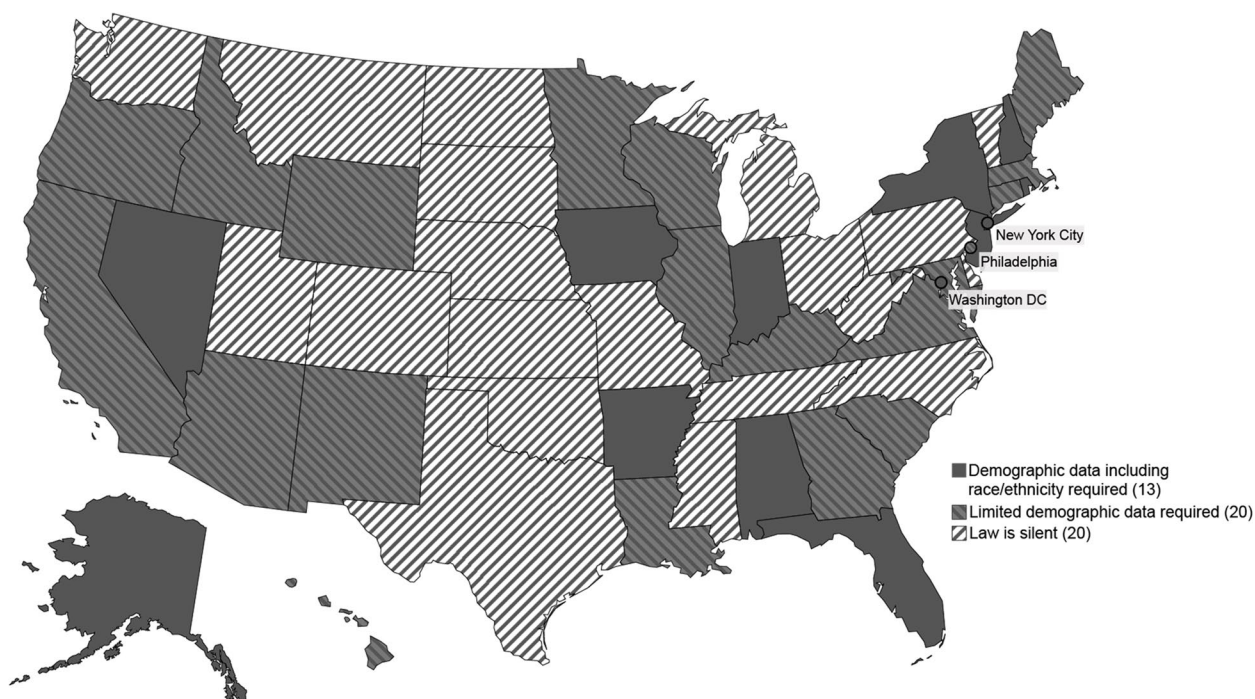 New York City
Philadelphia
Washington DC
Demographic data including
race/ethnicity required (13)
Limited demographic data required (20)
Law is silent (20)